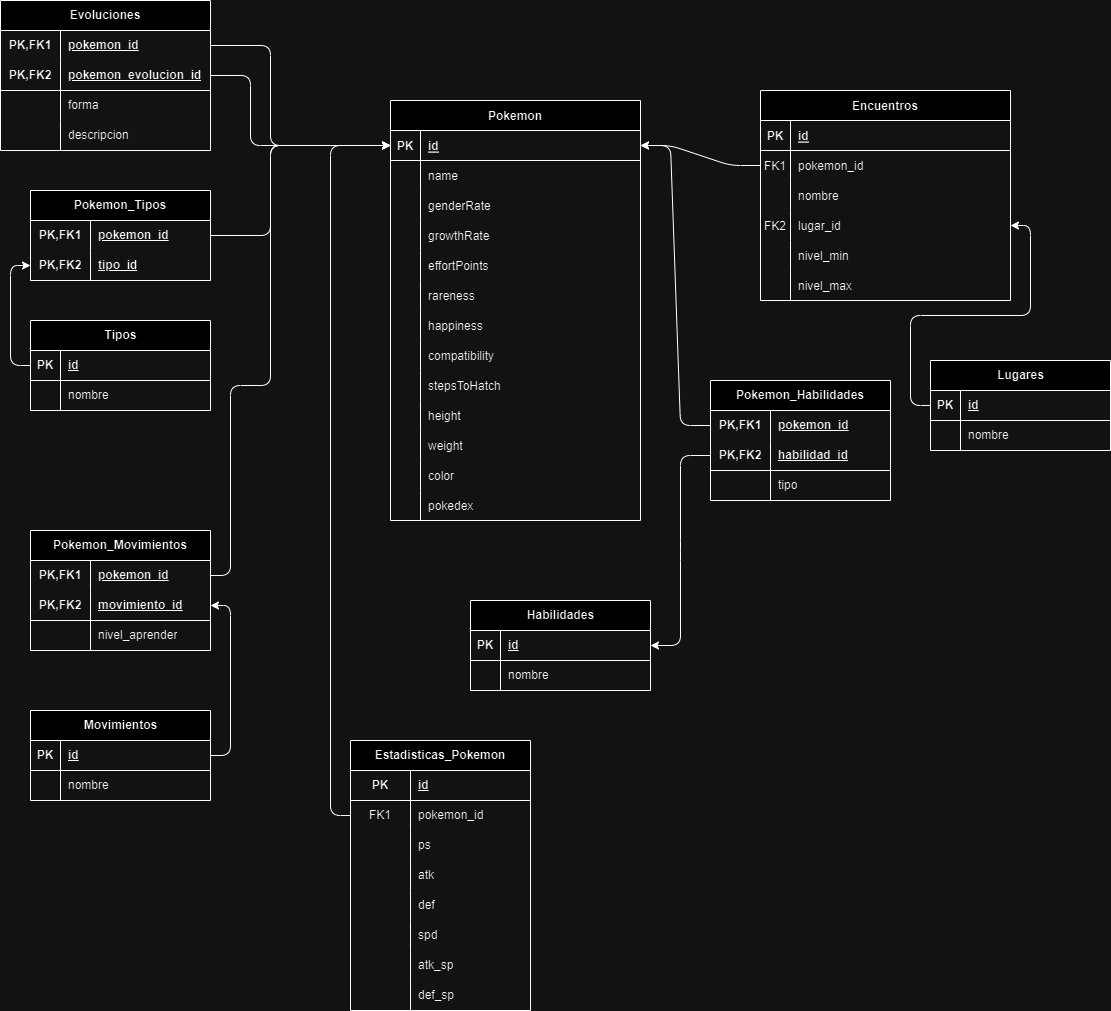 Evoluciones
PK,FK1 pokemon_id
PK,FK2 pokemon_evolucion_id
forma
descripcion
Pokemon_Tipos
PK,FK1 pokemon_id
PK,FK2 tipo_id
Tipos
PK id
nombre
Pokemon_Movimientos
PK,FK1 pokemon_id
PK,FK2 movimiento_id
nivel_aprender
Movimientos
PK id
nombre
Pokemon
PK id
name
genderRate
growthRate
effortPoints
rareness
happiness
compatibility
stepsToHatch
height
weight
color
pokedex
Habilidades
PK id
nombre
Estadisticas_Pokemon
PK id
FK1 pokemon_id
ps
atk
def
spd
atk_sp
def_sp
Encuentros
PK id
FK1 pokemon_id
nombre
FK2 lugar_id
nivel_min
nivel_max
Pokemon_Habilidades
PK,FK1 pokemon_id
PK,FK2 habilidad_id
tipo
Lugares
PK id
nombre